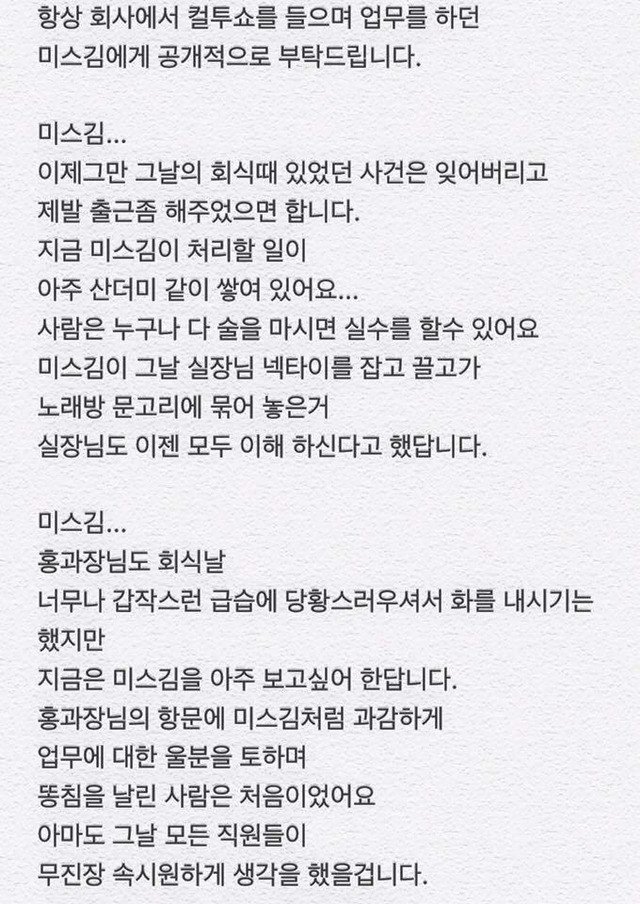 항상 회사에서 컬투쇼를 들으며 업무를 하던
미스김에게 공개적으로 부탁드립니다.
미스김...
이제그만 그날의 회식때 있었던 사건은 잊어버리고
제발 출근좀 해주었으면 합니다.
지금 미스김이 처리할 일이
아주 산더미 같이 쌓여 있어요...
사람은 누구나 다 술을 마시면 실수를 할수 있어요
미스김이 그날 실장님 넥타이를 잡고 끌고가
노래방 문고리에 묶어 놓은거
실장님도 이젠 모두 이해 하신다고 했답니다.
미스김...
홍과장님도 회식날
너무나 갑작스런 급습에 당황스러우셔서 화를 내시기는
했지만
지금은 미스김을 아주 보고싶어 한답니다.
홍과장님의 항문에 미스김처럼 과감하게
업무에 대한 울분을 토하며
똥침을 날린 사람은 처음이었어요
아마도 그날 모든 직원들이
무진장 속시원하게 생각을 했을겁니다.